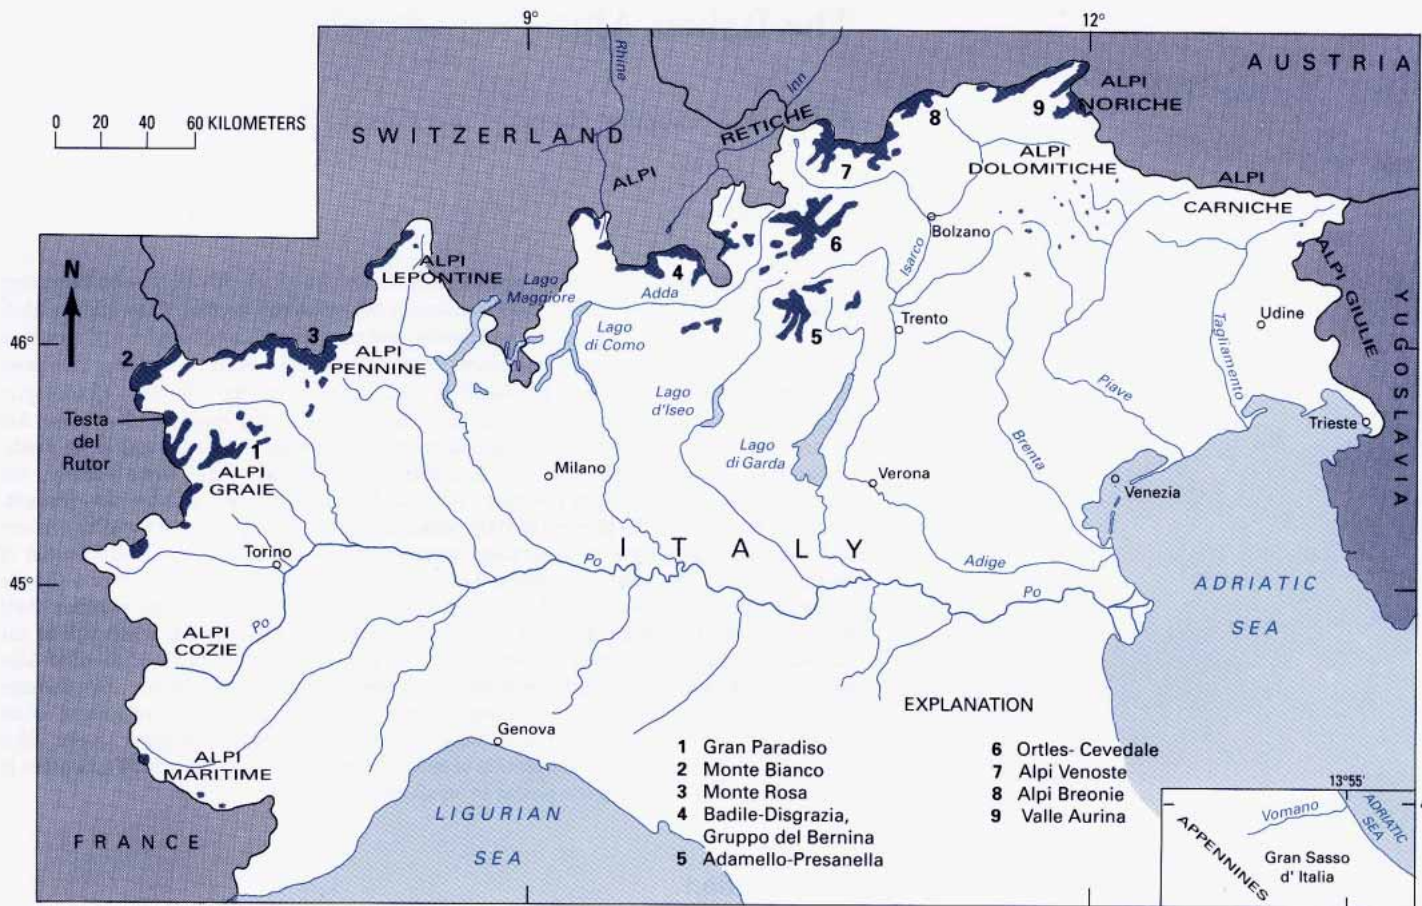 9°
12°
AUSTRIA
Rhine
Inn
ALPI
NORICHE
0 20 40 60 KILOMETERS
SWITZERLAND
ALPI RETICHE
8
9
7
ALPI
DOLOMITICHE
ALPI
CARNICHE
N
ALPI
LEPONTINE
Lago
Maggiore
4
Adda
6
Isarco
Bolzano
ALPI GIULIE
YUGOSLAVIA
46°
2
3
ALPI
PENNINE
Lago
di Como
5
Trento
Tagliamento
Udine
Testa
del
Rutor
1
ALPI
GRAIE
Lago
d'Iseo
Lago
di Garda
Piave
Brenta
Trieste
Milano
Verona
Venezia
Torino
Po
ITALY
Adige
Po
45°
ADRIATIC
SEA
ALPI
COZIE
Po
EXPLANATION
Genova
ALPI
MARITIME
LIGURIAN
SEA
FRANCE
1 Gran Paradiso
2 Monte Bianco
3 Monte Rosa
4 Badile-Disgrazia,
Gruppo del Bernina
5 Adamello-Presanella
6 Ortles- Cevedale
7 Alpi Venoste
8 Alpi Breonie
9 Valle Aurina
13°55'
Vomano
ADRIATIC
SEA
APPENNINES
Gran Sasso
d' Italia